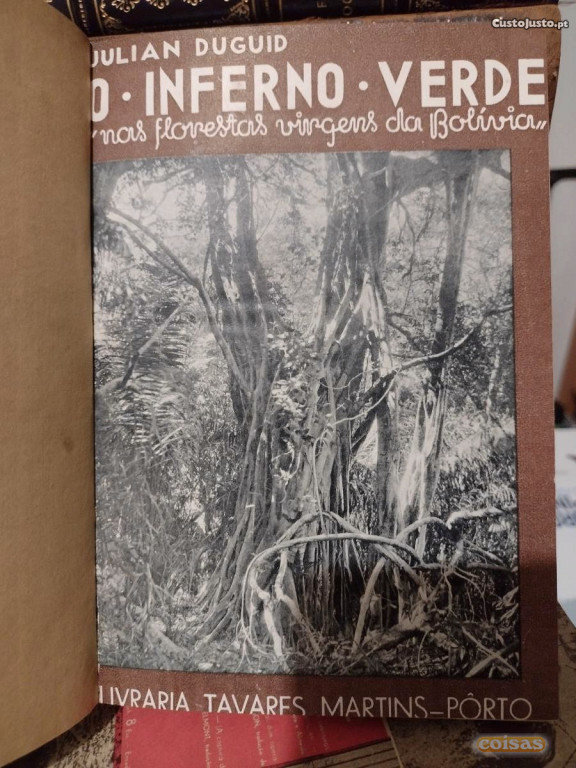 CustoJusto.pt
JULIAN DUGUID
O · INFERNO · VERDE
"nas florestas virgens da Bolívia"
LIVRARIA TAVARES MARTINS—PÔRTO
coisas